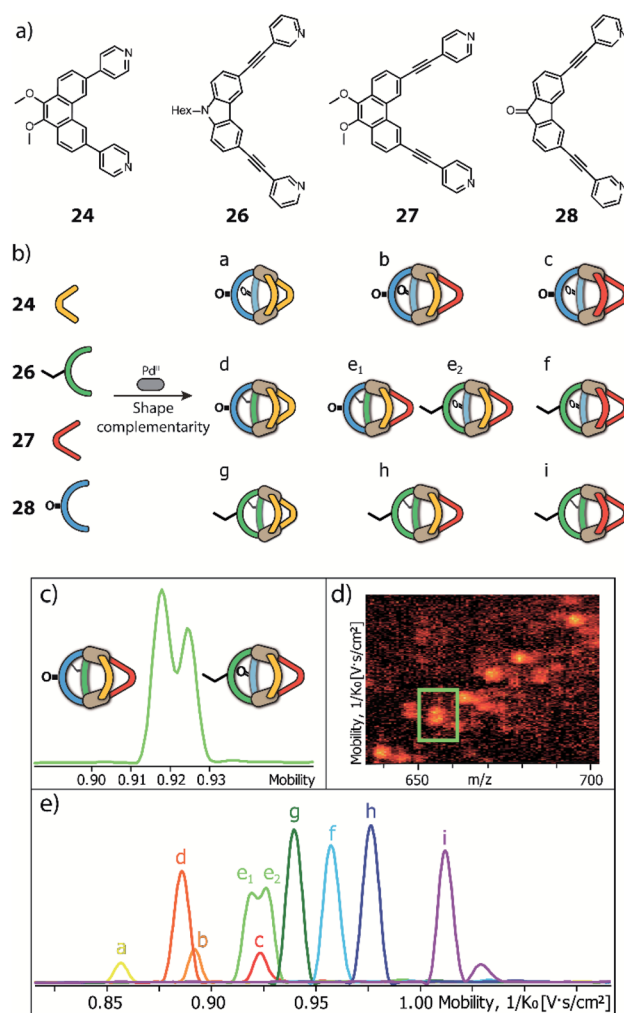 a)
N
N
N
N
O
O
Hex-N
O
O
O
N
N
N
N
24 26 27 28
b)
a b c
24
O O
O O
O
26
Pd^II
d e₁ e₂ f
Shape
complementarity
O O O O
27
28
O
g h i
c)
O
O
0.90 0.91 0.92 0.93
Mobility
d)
Mobility, 1/K₀[V·s/cm²]
650 m/z 700
e)
a d b e₁ e₂ c g f h i
0.85 0.90 0.95 1.00 Mobility, 1/K₀[V·s/cm²]